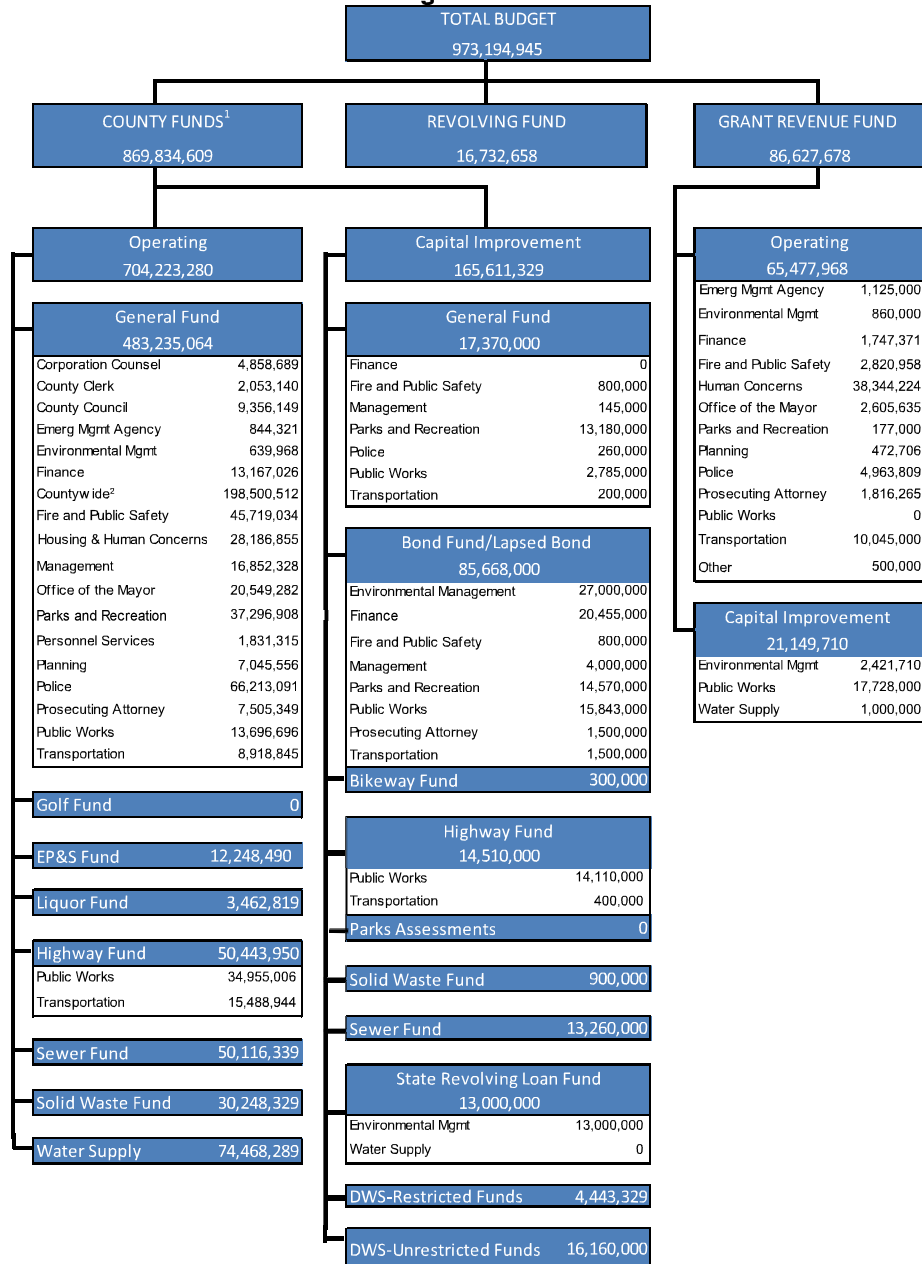 TOTAL BUDGET
973,194,945
COUNTY FUNDS1
869,834,609
REVOLVING FUND
16,732,658
GRANT REVENUE FUND
86,627,678
Operating
704,223,280
General Fund
483,235,064
Corporation Counsel 4,858,689
County Clerk 2,053,140
County Council 9,356,149
Emerg Mgmt Agency 844,321
Environmental Mgmt 639,968
Finance 13,167,026
Countywide2 198,500,512
Fire and Public Safety 45,719,034
Housing & Human Concerns 28,186,855
Management 16,852,328
Office of the Mayor 20,549,282
Parks and Recreation 37,296,908
Personnel Services 1,831,315
Planning 7,045,556
Police 66,213,091
Prosecuting Attorney 7,505,349
Public Works 13,696,696
Transportation 8,918,845
Golf Fund 0
EP&S Fund 12,248,490
Liquor Fund 3,462,819
Highway Fund 50,443,950
Public Works 34,955,006
Transportation 15,488,944
Sewer Fund 50,116,339
Solid Waste Fund 30,248,329
Water Supply 74,468,289
Capital Improvement
165,611,329
General Fund
17,370,000
Finance 0
Fire and Public Safety 800,000
Management 145,000
Parks and Recreation 13,180,000
Police 260,000
Public Works 2,785,000
Transportation 200,000
Bond Fund/Lapsed Bond
85,668,000
Environmental Management 27,000,000
Finance 20,455,000
Fire and Public Safety 800,000
Management 4,000,000
Parks and Recreation 14,570,000
Public Works 15,843,000
Prosecuting Attorney 1,500,000
Transportation 1,500,000
Bikeway Fund 300,000
Highway Fund
14,510,000
Public Works 14,110,000
Transportation 400,000
Parks Assessments 0
Solid Waste Fund 900,000
Sewer Fund 13,260,000
State Revolving Loan Fund
13,000,000
Environmental Mgmt 13,000,000
Water Supply 0
DWS-Restricted Funds 4,443,329
DWS-Unrestricted Funds 16,160,000
Operating
65,477,968
Emerg Mgmt Agency 1,125,000
Environmental Mgmt 860,000
Finance 1,747,371
Fire and Public Safety 2,820,958
Human Concerns 38,344,224
Office of the Mayor 2,605,635
Parks and Recreation 177,000
Planning 472,706
Police 4,963,809
Prosecuting Attorney 1,816,265
Public Works 0
Transportation 10,045,000
Other 500,000
Capital Improvement
21,149,710
Environmental Mgmt 2,421,710
Public Works 17,728,000
Water Supply 1,000,000